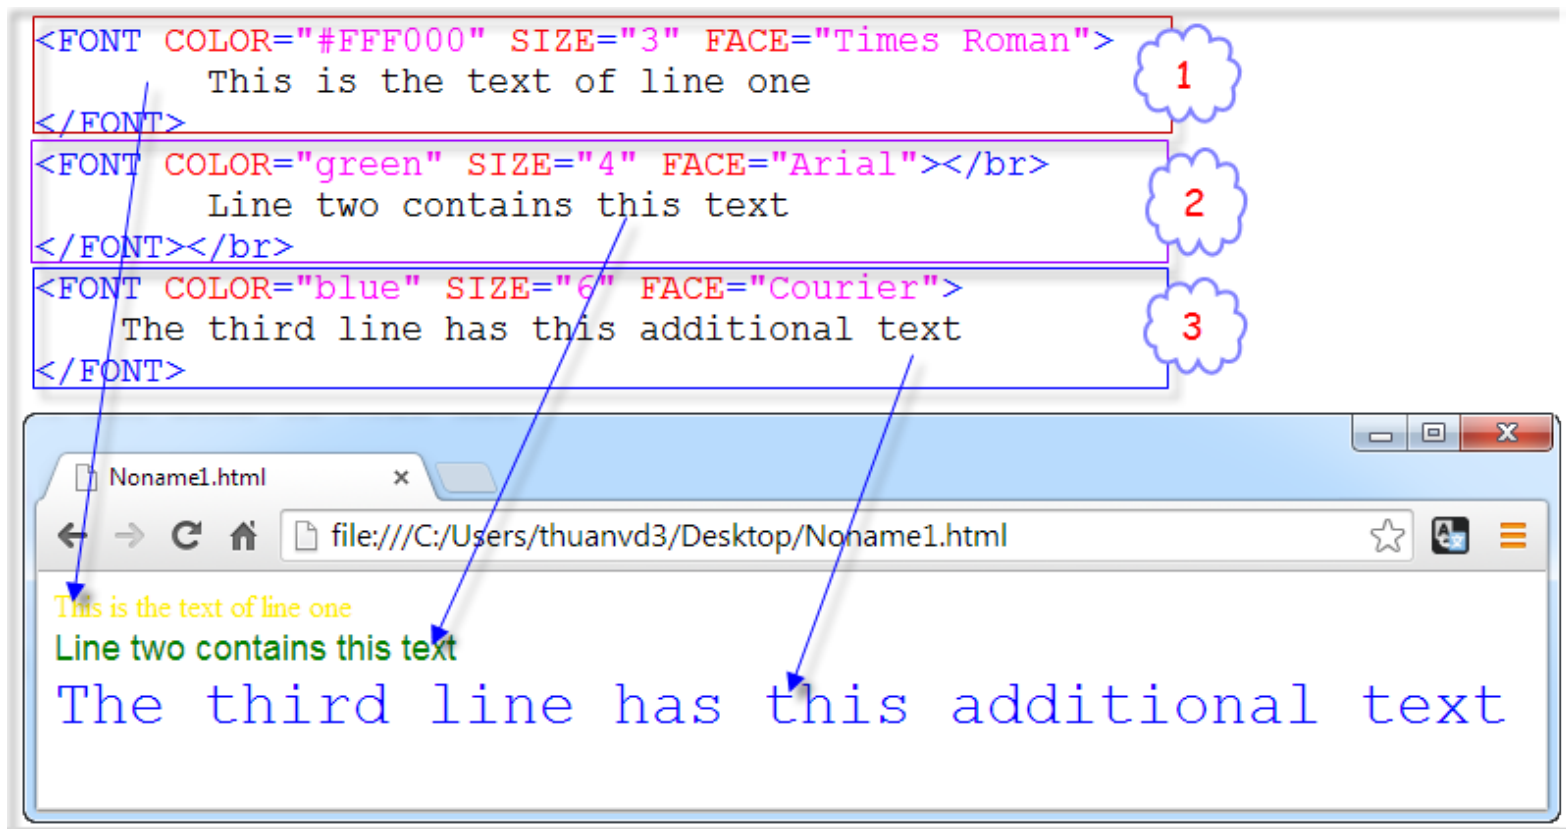 <FONT COLOR="#FFF000" SIZE="3" FACE="Times Roman">
This is the text of line one
</FONT>
1
<FONT COLOR="green" SIZE="4" FACE="Arial"></br>
Line two contains this text
</FONT></br>
2
<FONT COLOR="blue" SIZE="6" FACE="Courier">
The third line has this additional text
</FONT>
3
Noname1.html
file:///C:/Users/thuanvd3/Desktop/Noname1.html
This is the text of line one
Line two contains this text
The third line has this additional text